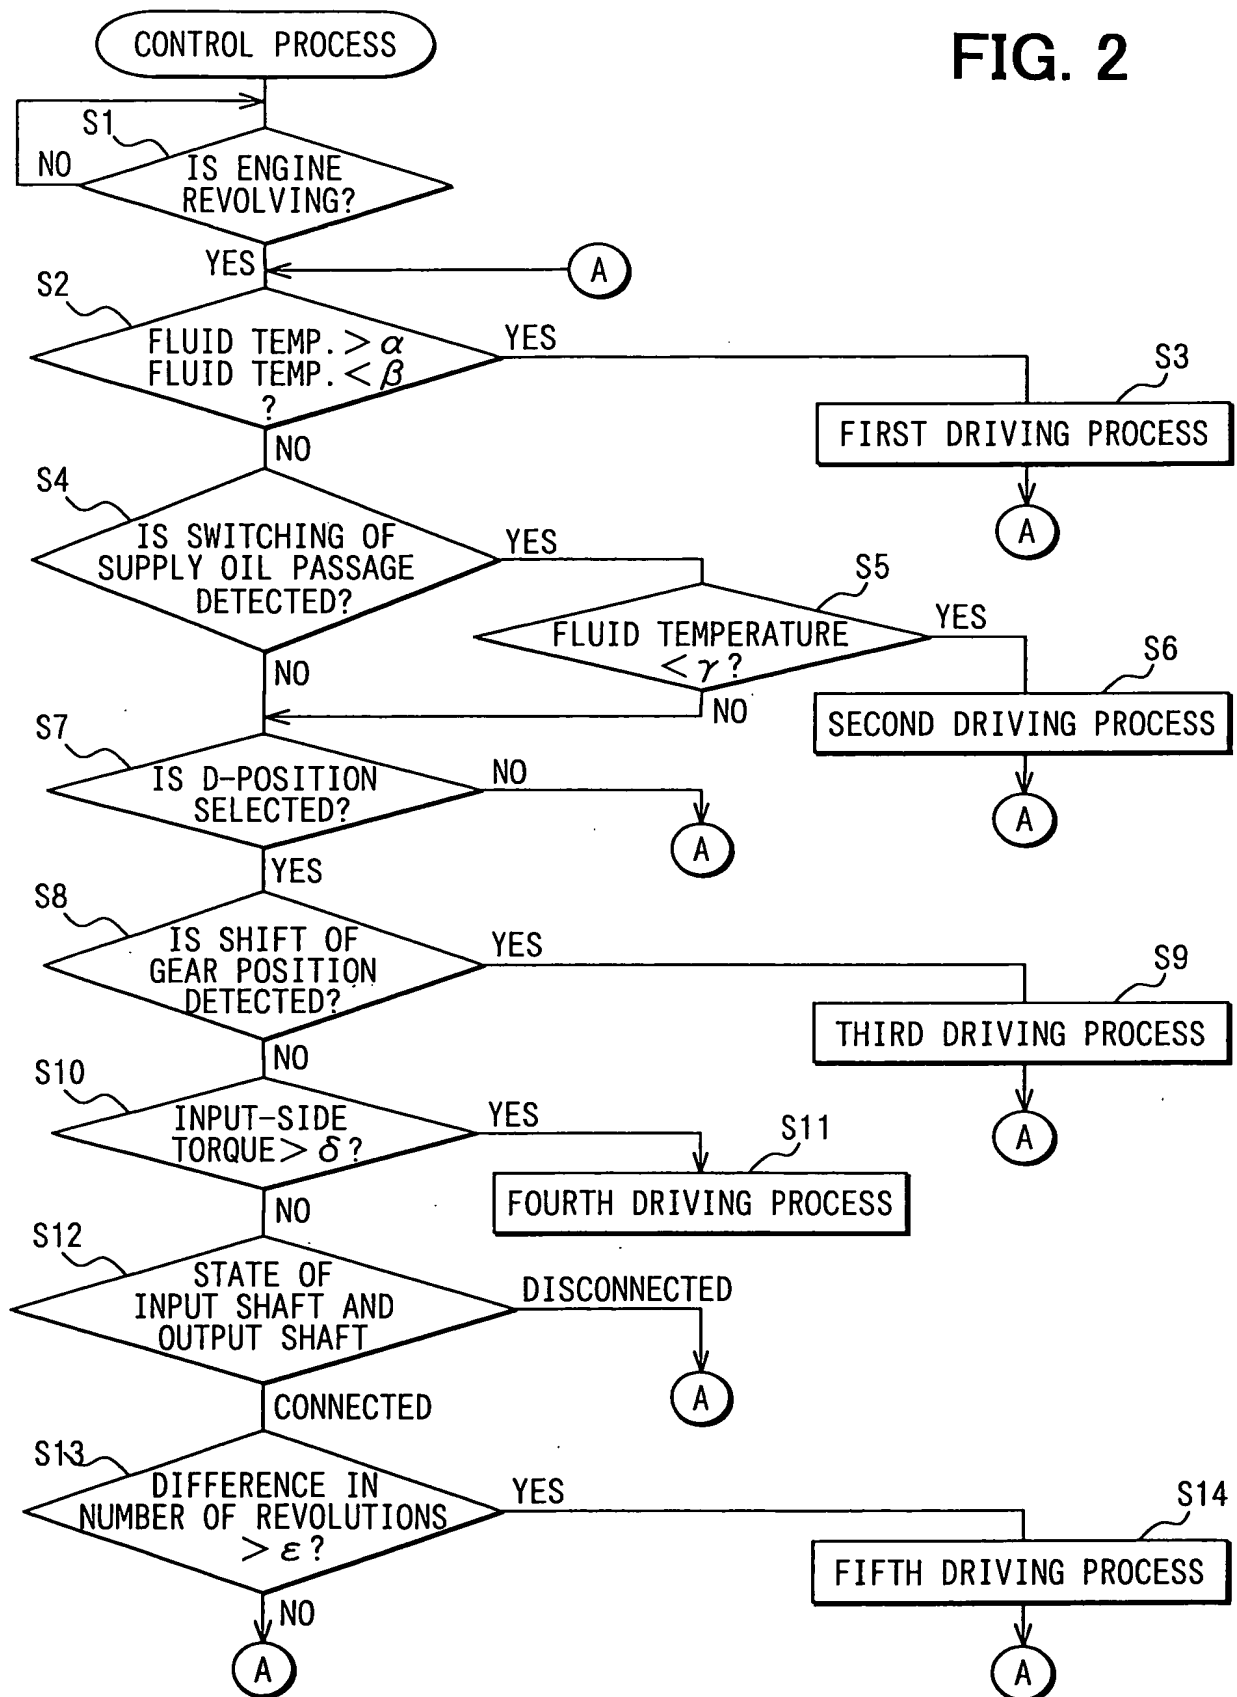 CONTROL PROCESS
FIG. 2
S1
NO
IS ENGINE
REVOLVING?
YES
A
S2
FLUID TEMP. > α
FLUID TEMP. < β
?
YES
S3
FIRST DRIVING PROCESS
A
NO
S4
IS SWITCHING OF
SUPPLY OIL PASSAGE
DETECTED?
YES
S5
FLUID TEMPERATURE
< γ ?
YES
S6
SECOND DRIVING PROCESS
A
NO
NO
S7
IS D-POSITION
SELECTED?
NO
A
YES
S8
IS SHIFT OF
GEAR POSITION
DETECTED?
YES
S9
THIRD DRIVING PROCESS
A
NO
S10
INPUT-SIDE
TORQUE > δ ?
YES
S11
FOURTH DRIVING PROCESS
NO
S12
STATE OF
INPUT SHAFT AND
OUTPUT SHAFT
DISCONNECTED
A
CONNECTED
S13
DIFFERENCE IN
NUMBER OF REVOLUTIONS
> ε ?
YES
S14
FIFTH DRIVING PROCESS
A
NO
A